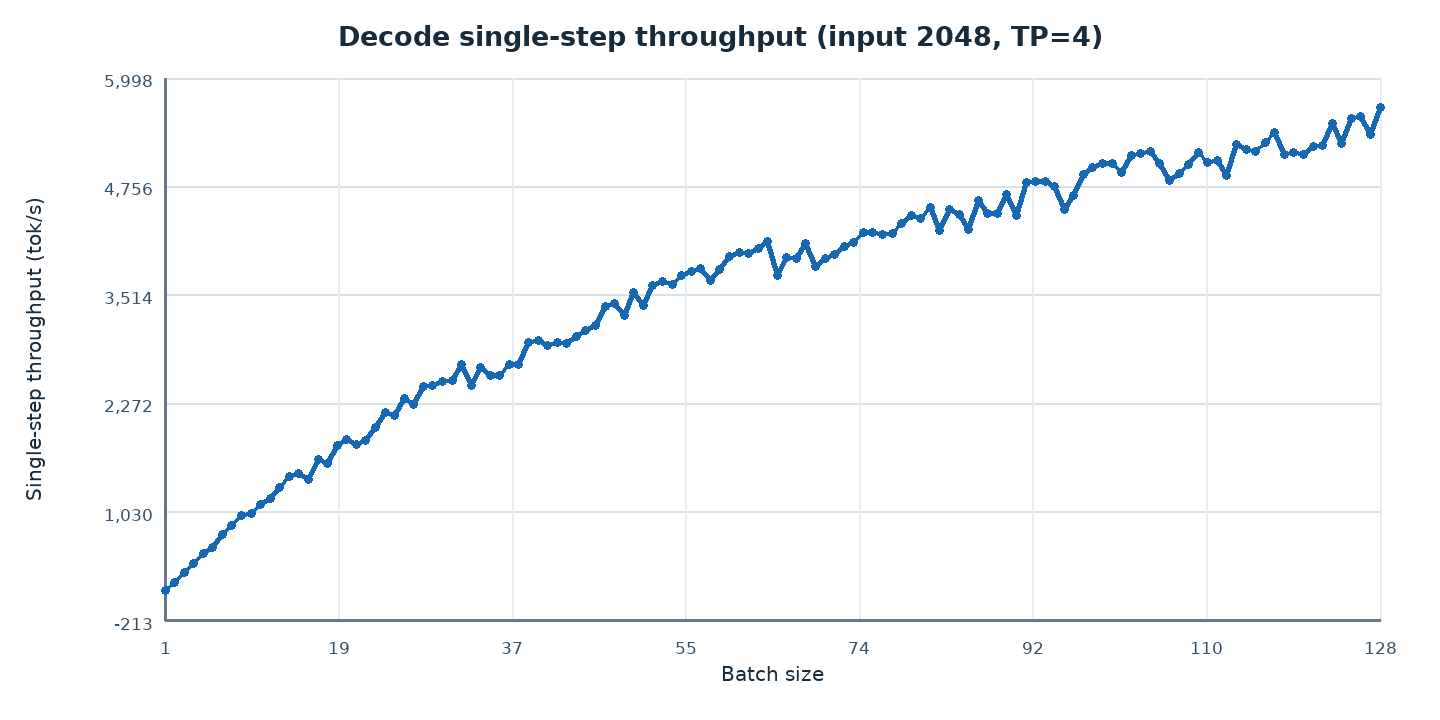 Decode single-step throughput (input 2048, TP=4)
Single-step throughput (tok/s)
5,998
4,756
3,514
2,272
1,030
-213
1 19 37 55 74 92 110 128
Batch size